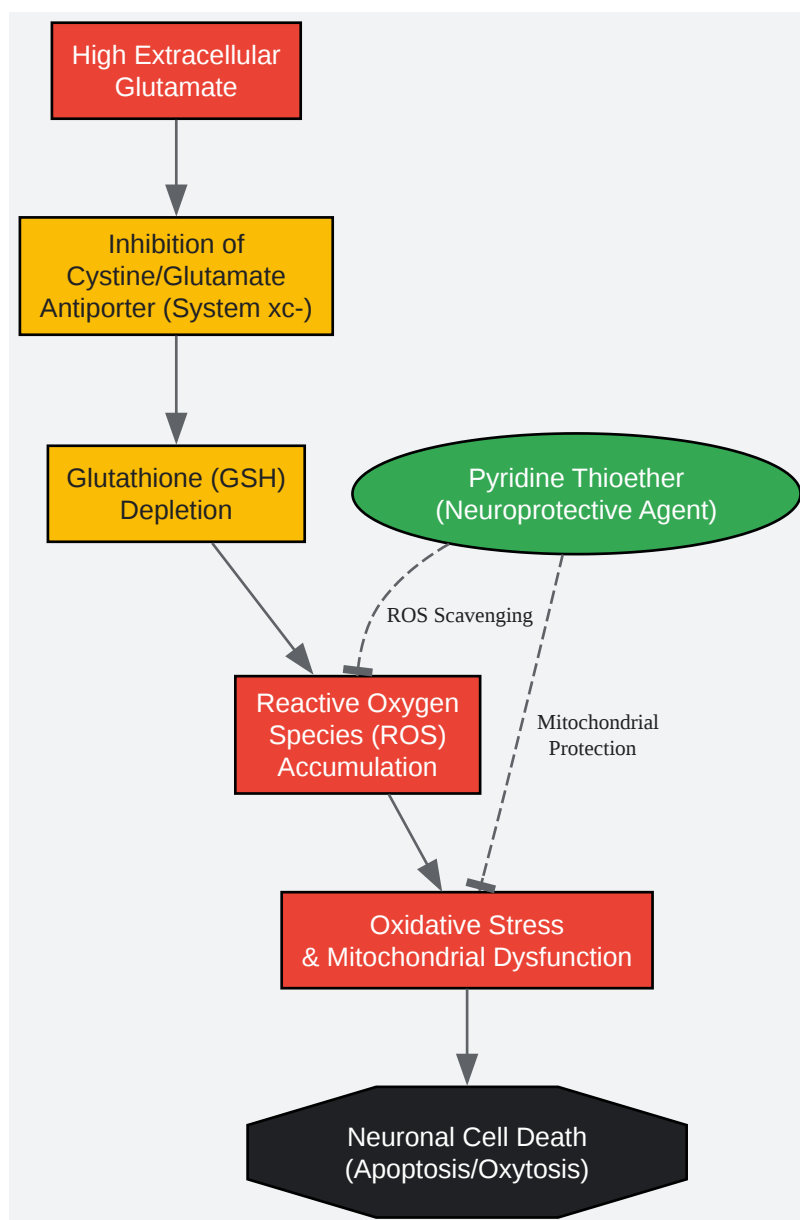 High Extracellular
Glutamate
Inhibition of
Cystine/Glutamate
Antiporter (System xc-)
Glutathione (GSH)
Depletion
Pyridine Thioether
(Neuroprotective Agent)
ROS Scavenging
Reactive Oxygen
Species (ROS)
Accumulation
Mitochondrial
Protection
Oxidative Stress
& Mitochondrial Dysfunction
Neuronal Cell Death
(Apoptosis/Oxytosis)